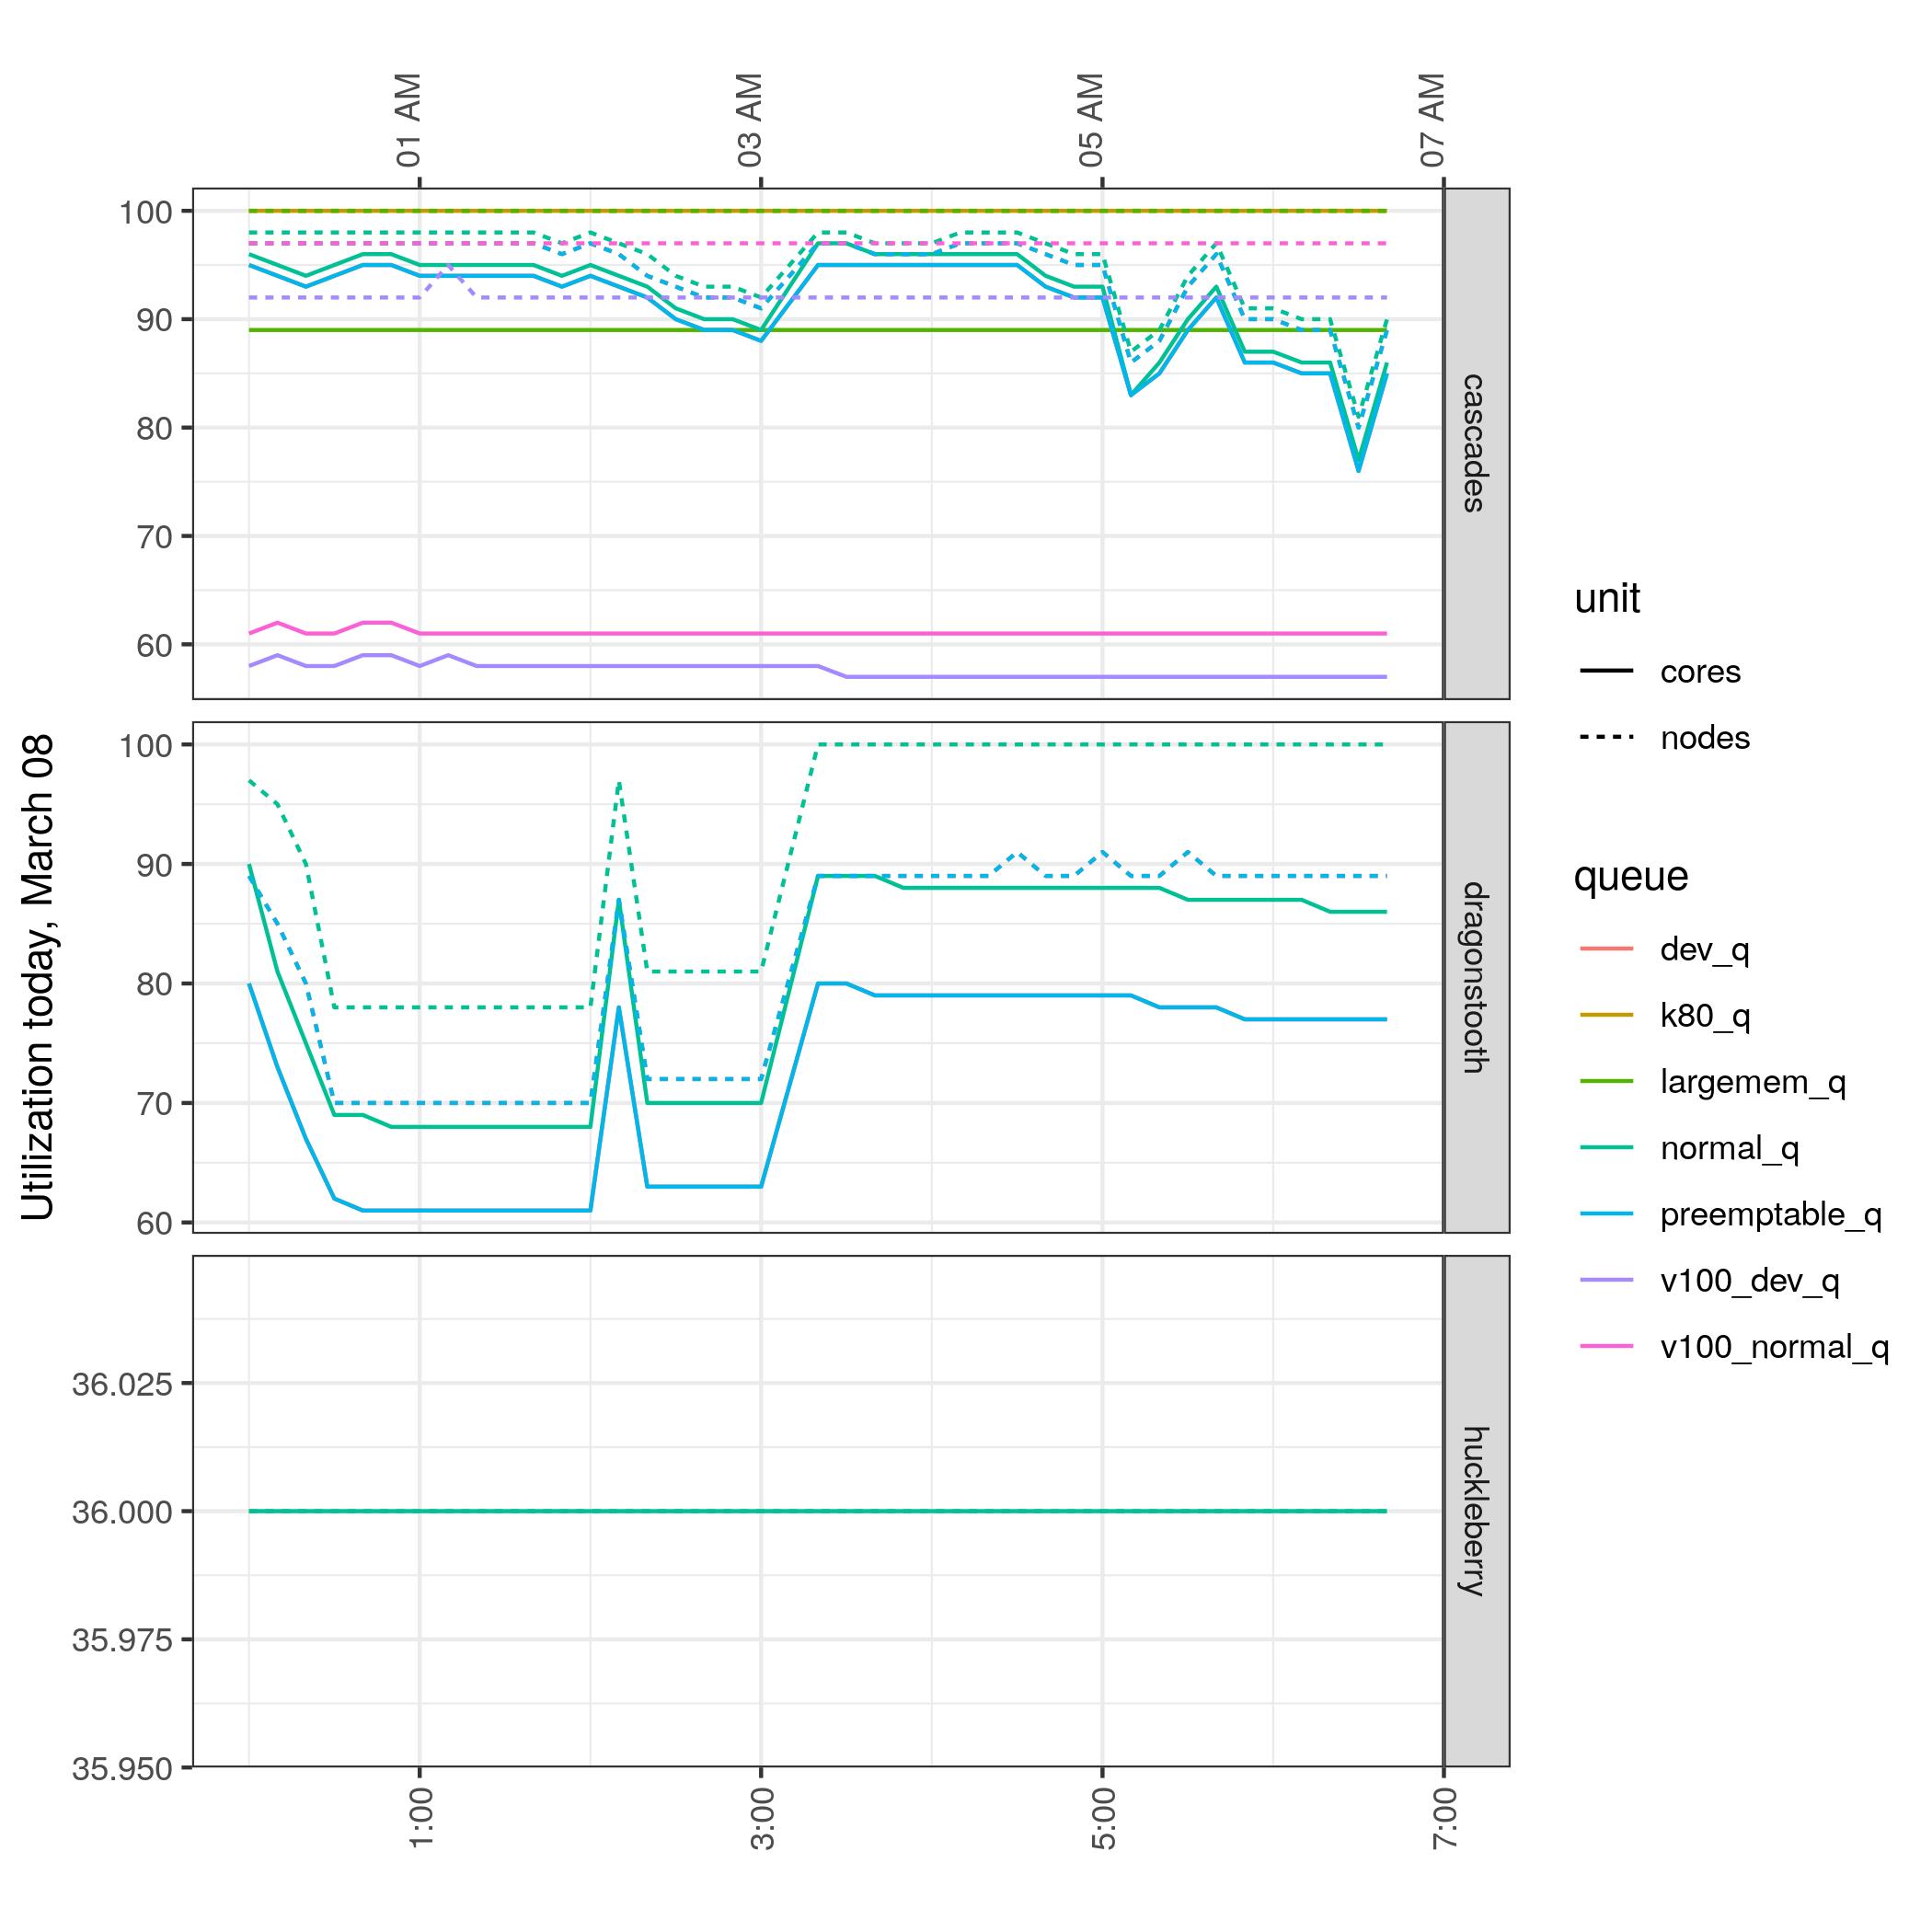 01 AM
03 AM
05 AM
07 AM
Utilization today, March 08
100
90
80
70
60
cascades
100
90
80
70
60
dragonstooth
36.025
36.000
35.975
35.950
huckleberry
1:00
3:00
5:00
7:00
unit
cores
nodes
queue
dev_q
k80_q
largemem_q
normal_q
preemptable_q
v100_dev_q
v100_normal_q